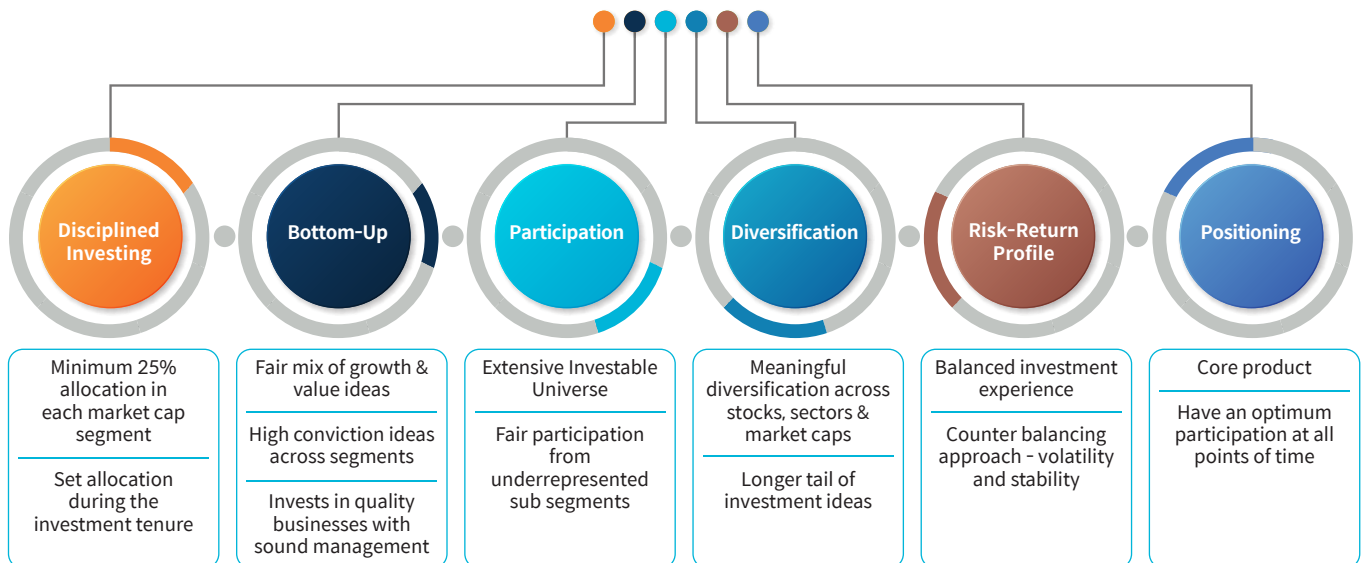 Disciplined
Investing
Bottom-Up
Participation
Diversification
Risk-Return
Profile
Positioning
Minimum 25%
allocation in
each market cap
segment
Set allocation
during the
investment tenure
Fair mix of growth &
value ideas
High conviction ideas
across segments
Invests in quality
businesses with
sound management
Extensive Investable
Universe
Fair participation
from
underrepresented
sub segments
Meaningful
diversification across
stocks, sectors &
market caps
Longer tail of
investment ideas
Balanced investment
experience
Counter balancing
approach - volatility
and stability
Core product
Have an optimum
participation at all
points of time